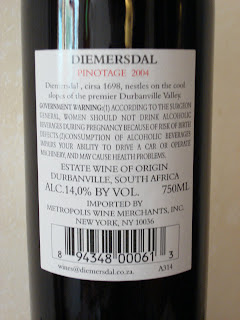 DIEMERSDAL
PINOTAGE 2004
Diemersdal , circa 1698, nestles on the cool
slopes of the premier Durbanville Valley.
GOVERNMENT WARNING:(1) ACCORDING TO THE SURGEON
GENERAL, WOMEN SHOULD NOT DRINK ALCOHOLIC
BEVERAGES DURING PREGNANCY BECAUSE OF RISK OF BIRTH
DEFECTS.(2)CONSUMPTION OF ALCOHOLIC BEVERAGES
IMPAIRS YOUR ABILITY TO DRIVE A CAR OR OPERATE
MACHINERY, AND MAY CAUSE HEALTH PROBLEMS.
ESTATE WINE OF ORIGIN
DURBANVILLE, SOUTH AFRICA
ALC.14,0% BY VOL. 750ML
IMPORTED BY
METROPOLIS WINE MERCHANTS, INC.
NEW YORK, NY 10036
8 94348 00061 3
wines@diemersdal.co.za A314